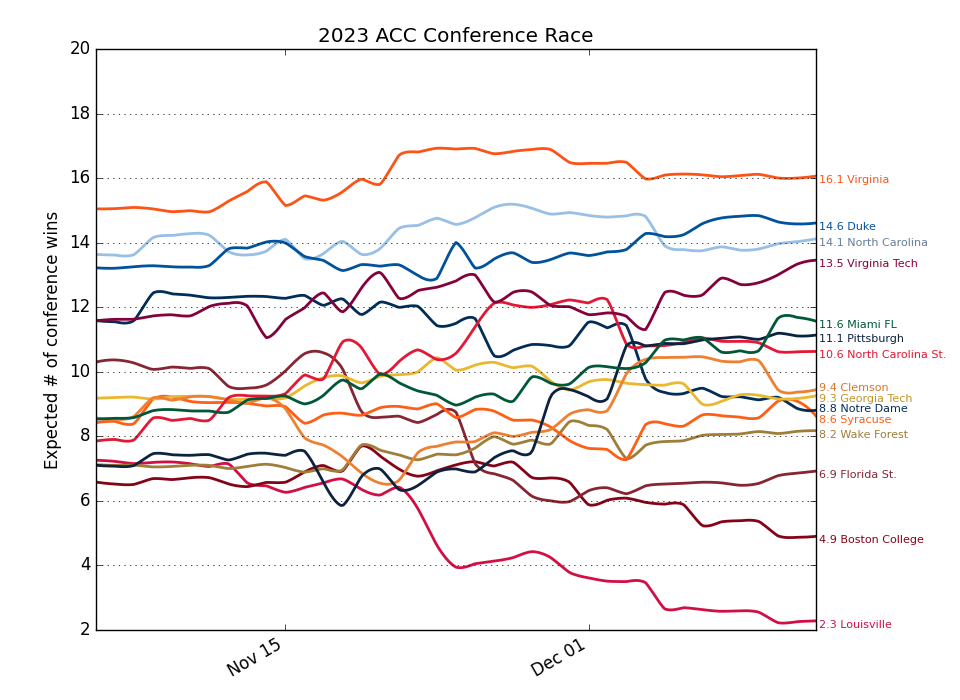 2023 ACC Conference Race
Expected # of conference wins
20
18
16
14
12
10
8
6
4
2
Nov 15
Dec 01
16.1 Virginia
14.6 Duke
14.1 North Carolina
13.5 Virginia Tech
11.6 Miami FL
11.1 Pittsburgh
10.6 North Carolina St.
9.4 Clemson
9.3 Georgia Tech
8.8 Notre Dame
8.6 Syracuse
8.2 Wake Forest
6.9 Florida St.
4.9 Boston College
2.3 Louisville